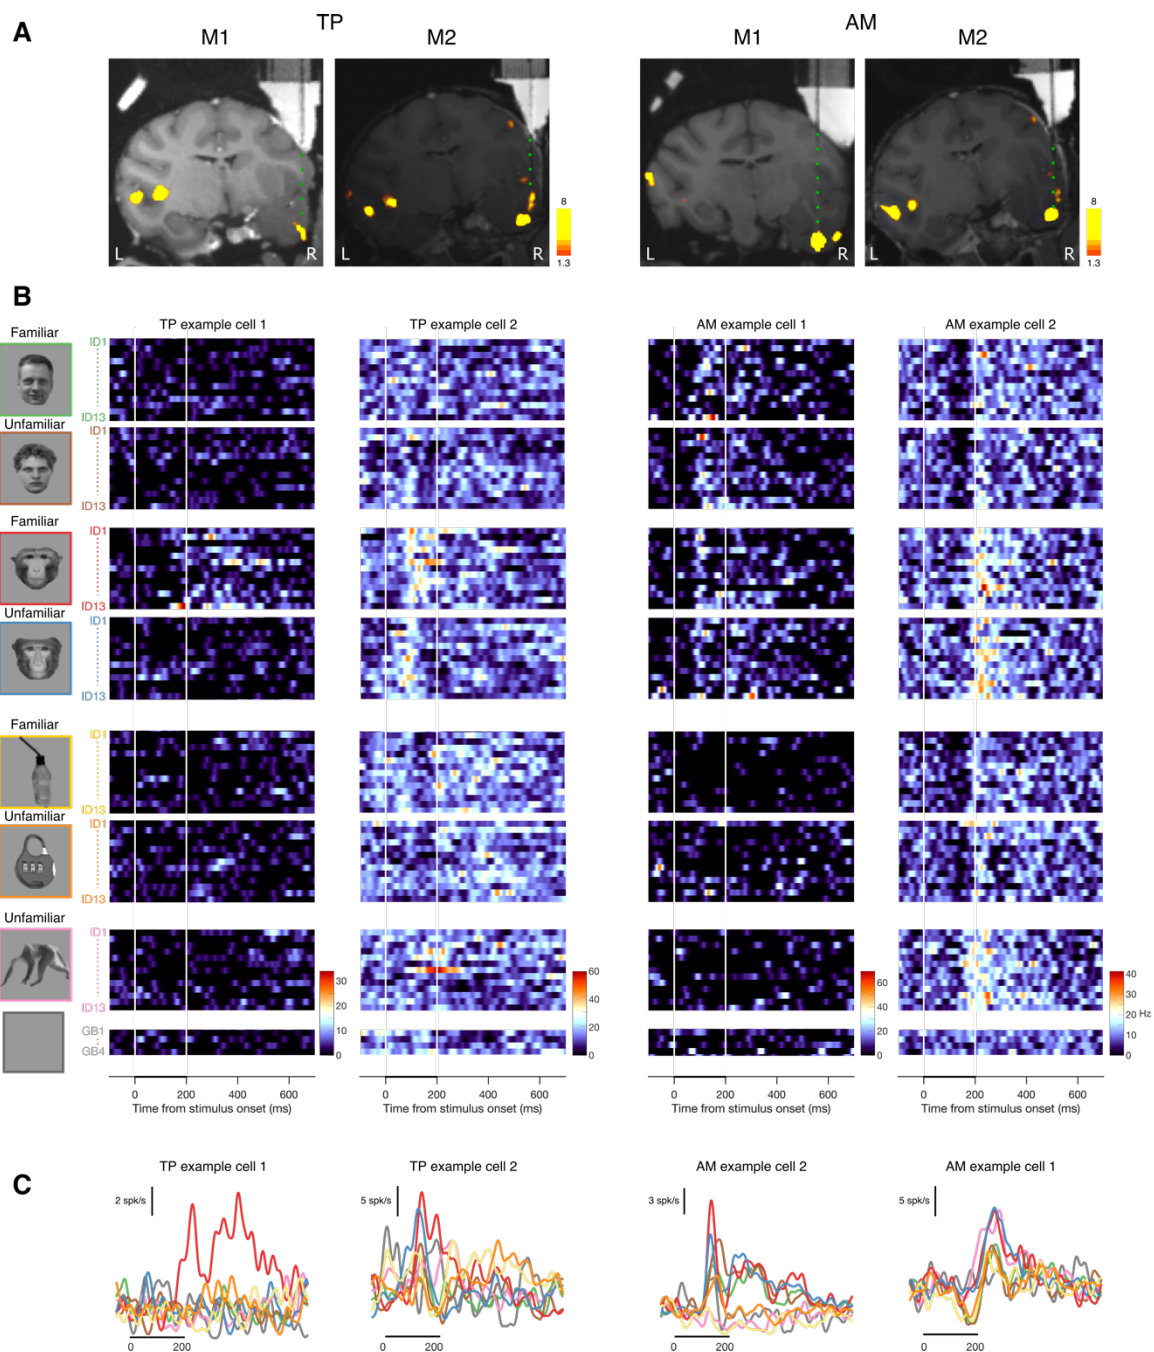 A
TP
AM
M1
M2
M1
M2
L
R
L
R
8
1.3
L
R
L
R
8
1.3
B
TP example cell 1
TP example cell 2
AM example cell 1
AM example cell 2
Familiar
ID1
ID13
Unfamiliar
ID1
ID13
Familiar
ID1
ID13
Unfamiliar
ID1
ID13
Familiar
ID1
ID13
Unfamiliar
ID1
ID13
Unfamiliar
ID1
ID13
GB1
GB4
30
20
10
0
60
40
20
0
60
40
20
0
40
30
20 Hz
10
0
0 200 400 600
0 200 400 600
0 200 400 600
0 200 400 600
Time from stimulus onset (ms)
Time from stimulus onset (ms)
Time from stimulus onset (ms)
Time from stimulus onset (ms)
C
TP example cell 1
TP example cell 2
AM example cell 2
AM example cell 1
2 spk/s
5 spk/s
3 spk/s
5 spk/s
0 200
0 200
0 200
0 200